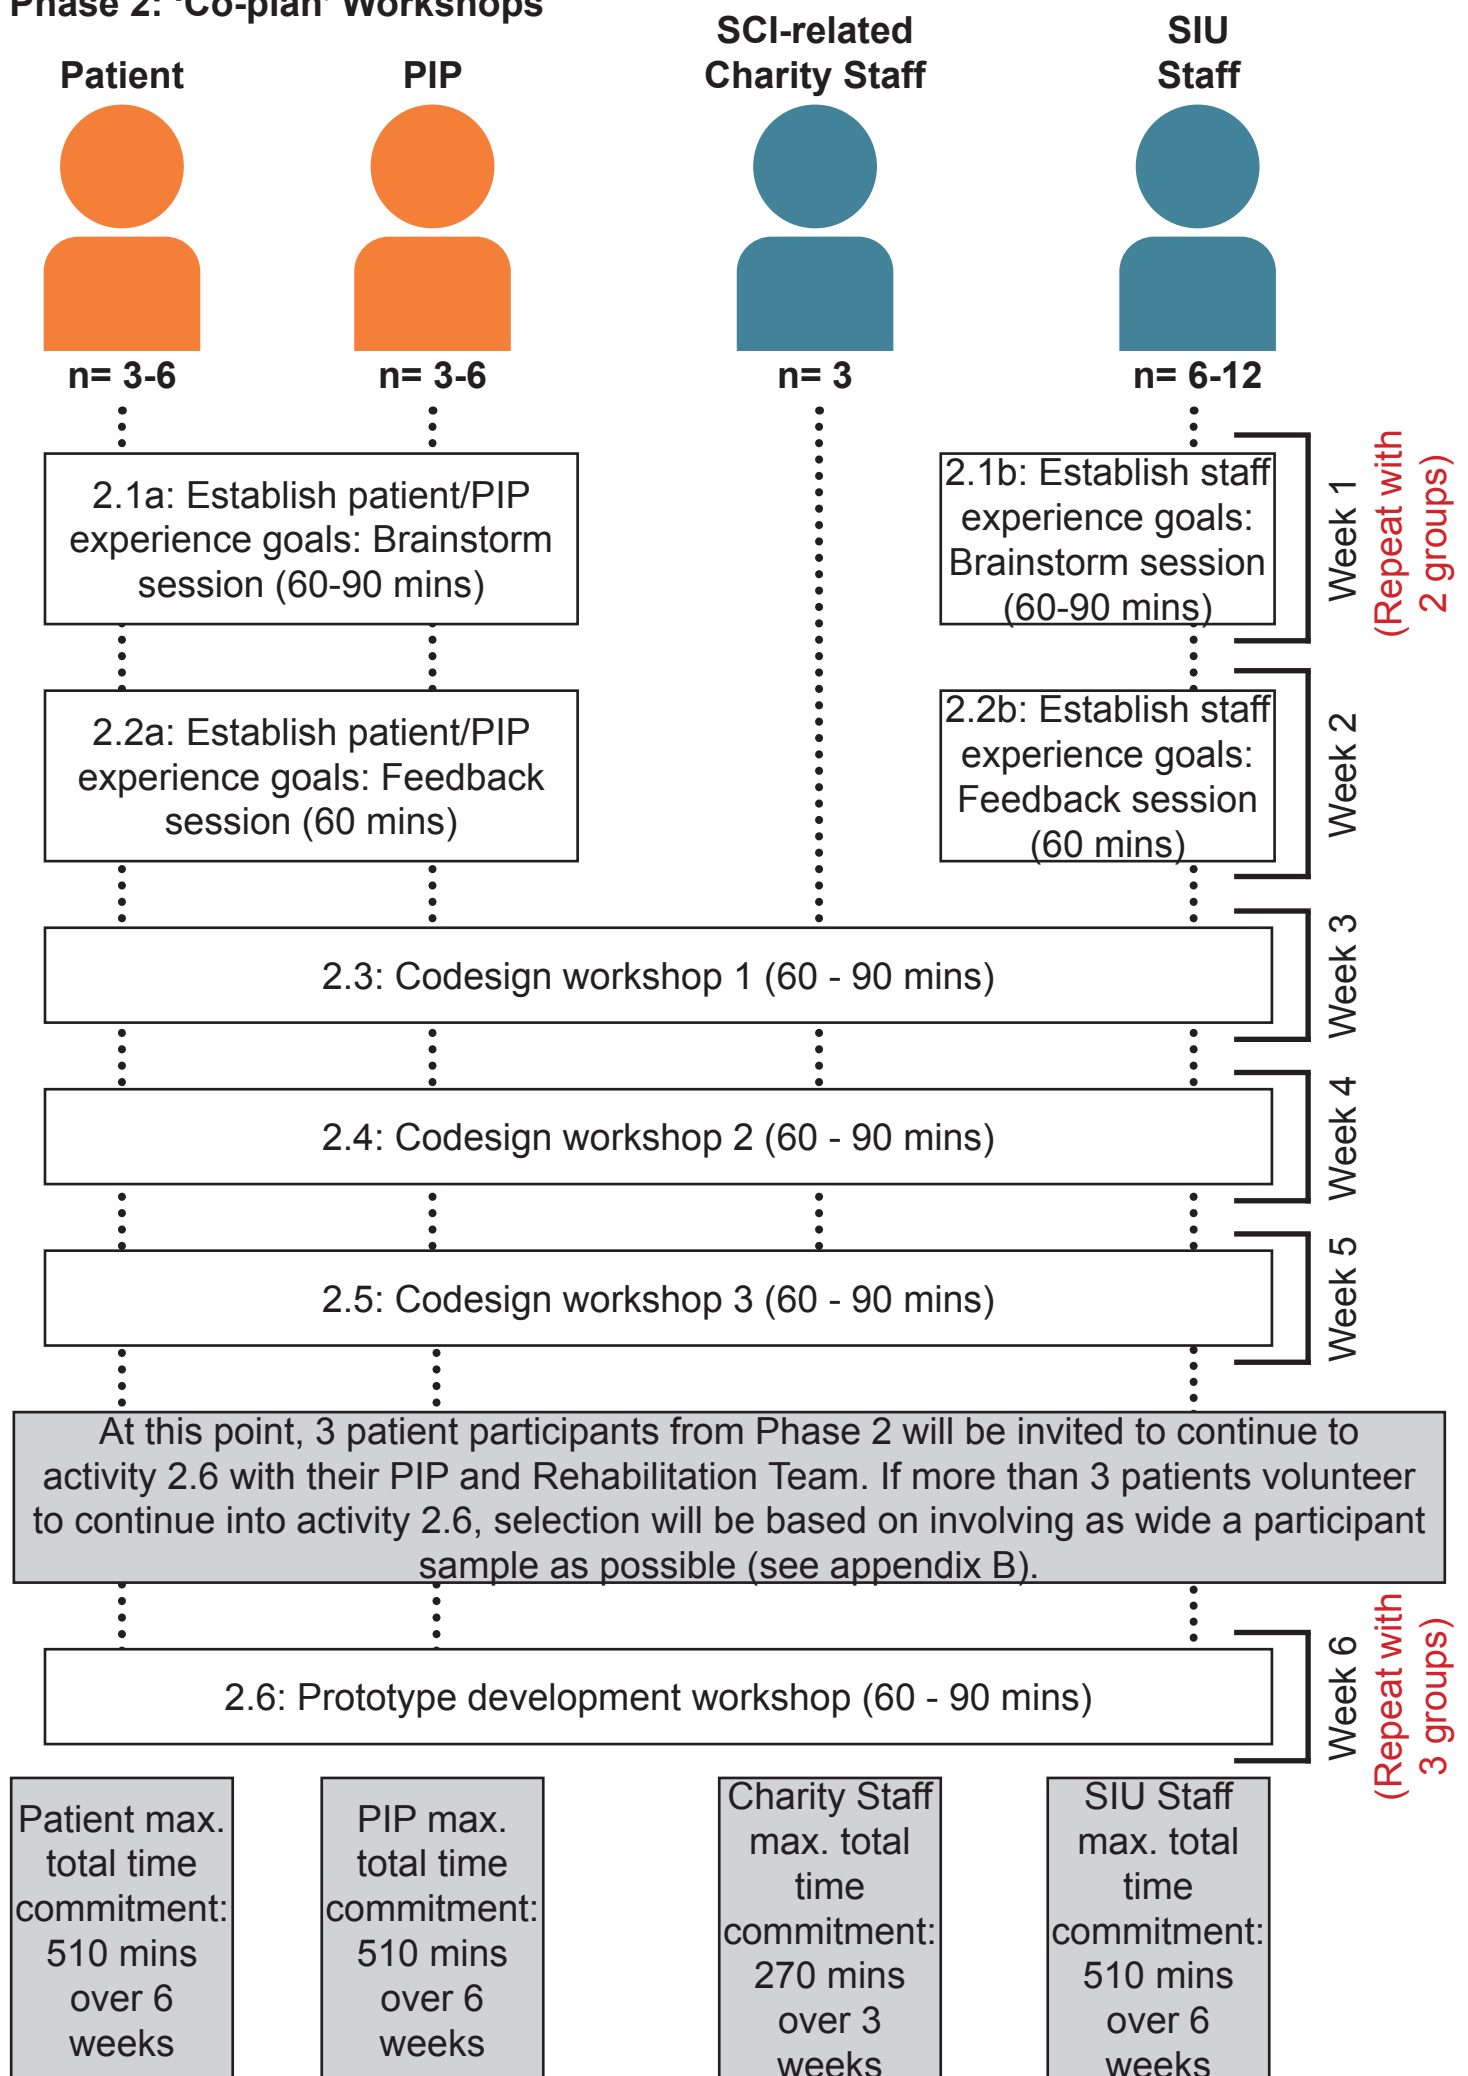 Phase 2: ‘Co-plan’ Workshops
Patient
PIP
SCI-related
Charity Staff
SIU
Staff
n= 3-6
n= 3-6
n= 3
n= 6-12
2.1a: Establish patient/PIP
experience goals: Brainstorm
session (60-90 mins)
2.1b: Establish staff
experience goals:
Brainstorm session
(60-90 mins)
Week 1
(Repeat with
2 groups)
2.2a: Establish patient/PIP
experience goals: Feedback
session (60 mins)
2.2b: Establish staff
experience goals:
Feedback session
(60 mins)
Week 2
2.3: Codesign workshop 1 (60 - 90 mins)
Week 3
2.4: Codesign workshop 2 (60 - 90 mins)
Week 4
2.5: Codesign workshop 3 (60 - 90 mins)
Week 5
At this point, 3 patient participants from Phase 2 will be invited to continue to
activity 2.6 with their PIP and Rehabilitation Team. If more than 3 patients volunteer
to continue into activity 2.6, selection will be based on involving as wide a participant
sample as possible (see appendix B).
2.6: Prototype development workshop (60 - 90 mins)
Week 6
(Repeat with
3 groups)
Patient max.
total time
commitment:
510 mins
over 6
weeks
PIP max.
total time
commitment:
510 mins
over 6
weeks
Charity Staff
max. total
time
commitment:
270 mins
over 3
weeks
SIU Staff
max. total
time
commitment:
510 mins
over 6
weeks